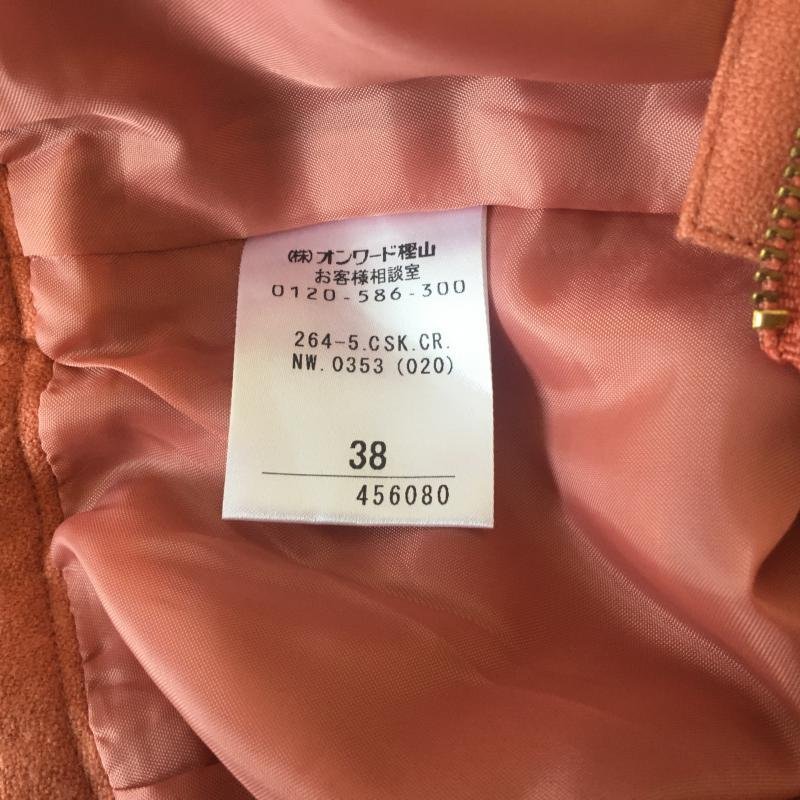 (株)オンワード樫山
お客様相談室
0120-586-300
264-5.CSK.CR.
NW.0353 (020)
38
456080